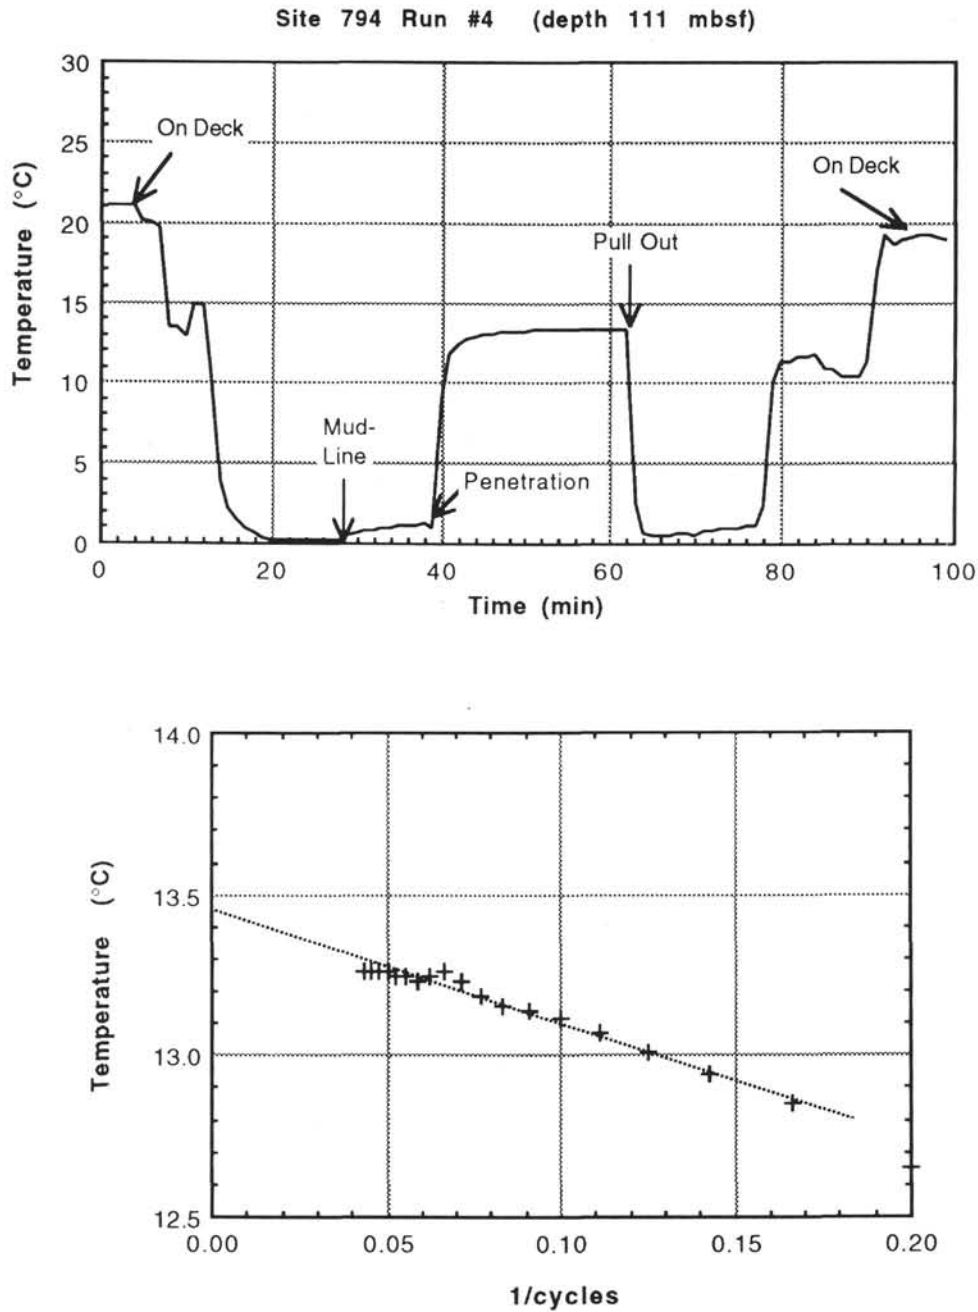 Site 794 Run #4 (depth 111 mbsf)
30
25
20
15
10
5
0
Temperature (°C)
On Deck
On Deck
Pull Out
Mud-
Line
Penetration
0 20 40 60 80 100
Time (min)
14.0
13.5
13.0
12.5
Temperature (°C)
0.00 0.05 0.10 0.15 0.20
1/cycles